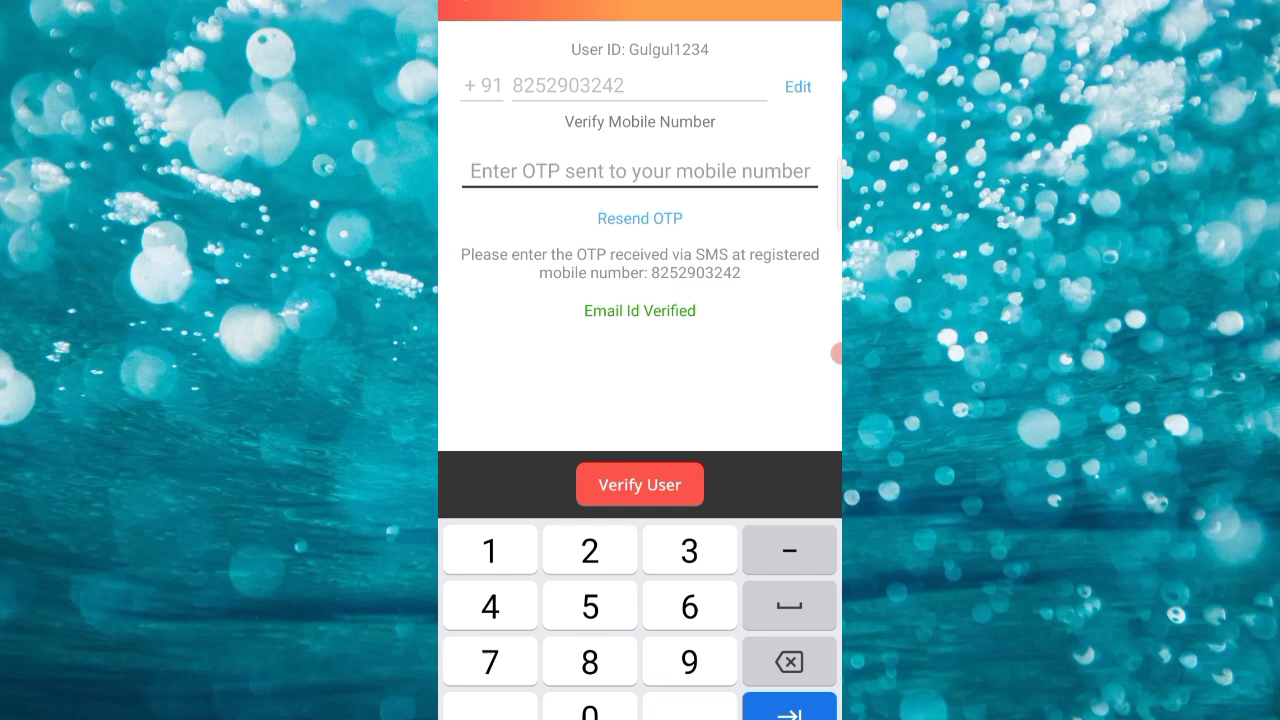 User ID: Gulgul1234
+ 91 8252903242 Edit
Verify Mobile Number
Enter OTP sent to your mobile number
Resend OTP
Please enter the OTP received via SMS at registered
mobile number: 8252903242
Email Id Verified
Verify User
1 2 3 -
4 5 6
7 8 9
0